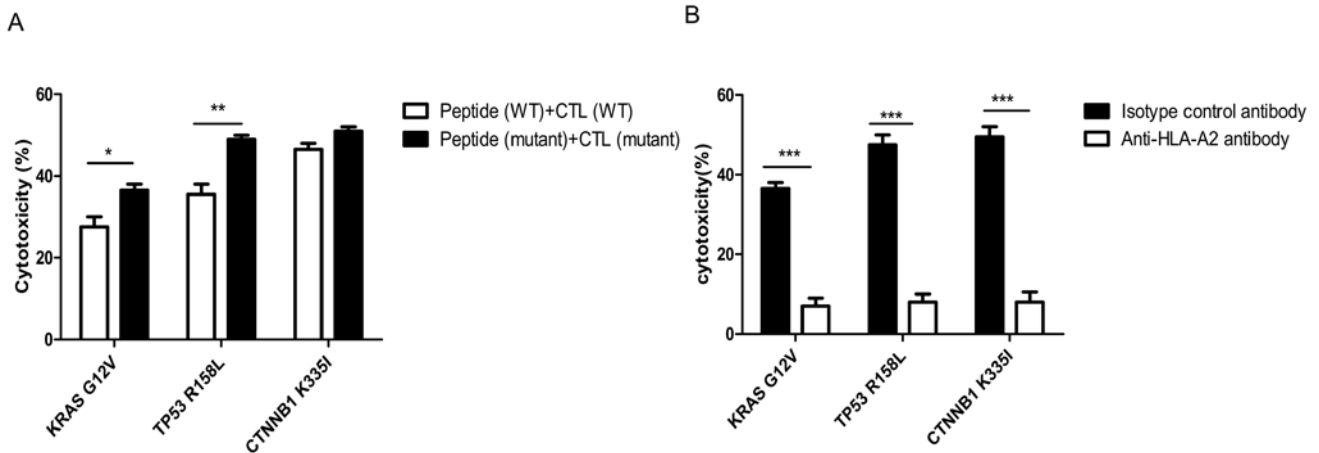 A
Cytotoxicity (%)
60
40
20
0
*
**
KRAS G12V
TP53 R158L
CTNNB1 K335I
Peptide (WT)+CTL (WT)
Peptide (mutant)+CTL (mutant)
B
cytotoxicity(%)
60
40
20
0
***
***
***
KRAS G12V
TP53 R158L
CTNNB1 K335I
Isotype control antibody
Anti-HLA-A2 antibody